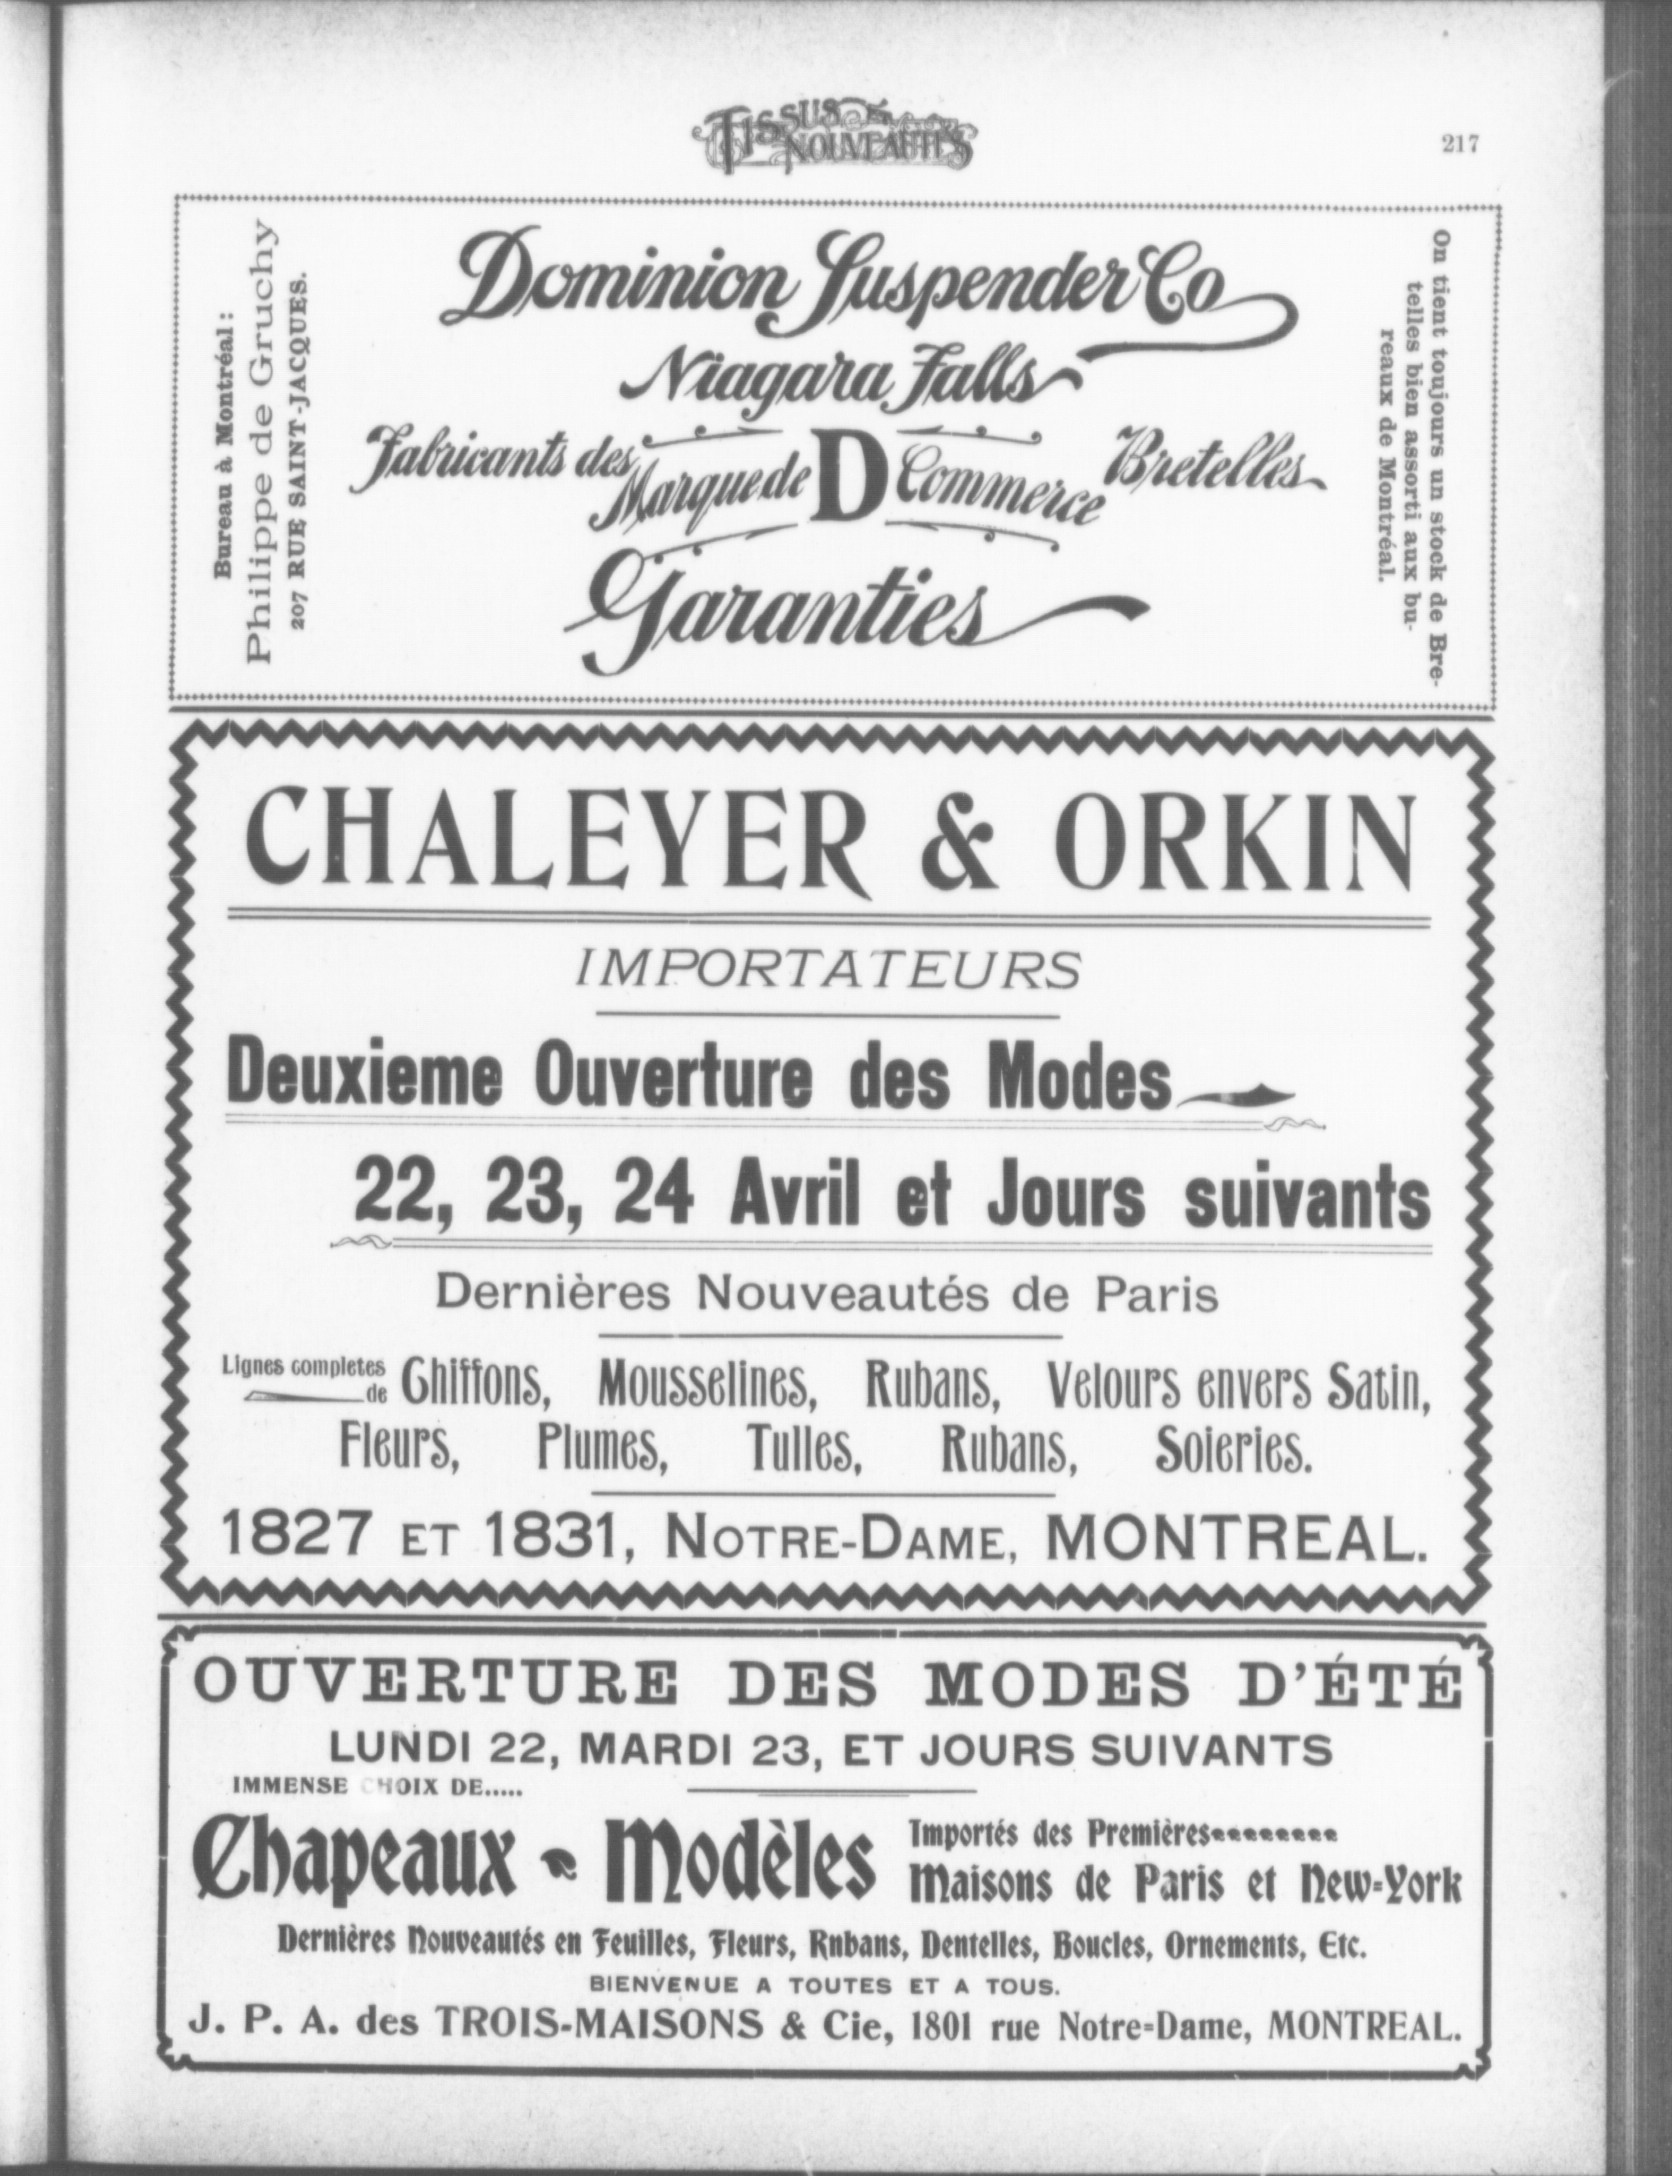 TISSUS & NOUVEAUTÉS
217
Bureau à Montréal :
Philippe de Gruchy
207 RUE SAINT-JACQUES.
Dominion Suspender Co
Niagara Falls
Fabricants des Bretelles
Marque de D Commerce
Garanties
On tient toujours un stock de Bre-
telles bien assorti aux bu-
reaux de Montréal.
CHALEYER & ORKIN
IMPORTATEURS
Deuxieme Ouverture des Modes
22, 23, 24 Avril et Jours suivants
Dernières Nouveautés de Paris
Lignes completes de Chiffons, Mousselines, Rubans, Velours envers Satin,
Fleurs, Plumes, Tulles, Rubans, Soieries.
1827 ET 1831, NOTRE-DAME, MONTREAL.
OUVERTURE DES MODES D'ÉTÉ
LUNDI 22, MARDI 23, ET JOURS SUIVANTS
IMMENSE CHOIX DE.....
Chapeaux - Modèles
Importés des Premières
Maisons de Paris et New-York
Dernières Nouveautés en Feuilles, Fleurs, Rnbans, Dentelles, Boucles, Ornements, Etc.
BIENVENUE A TOUTES ET A TOUS.
J. P. A. des TROIS-MAISONS & Cie, 1801 rue Notre-Dame, MONTREAL.